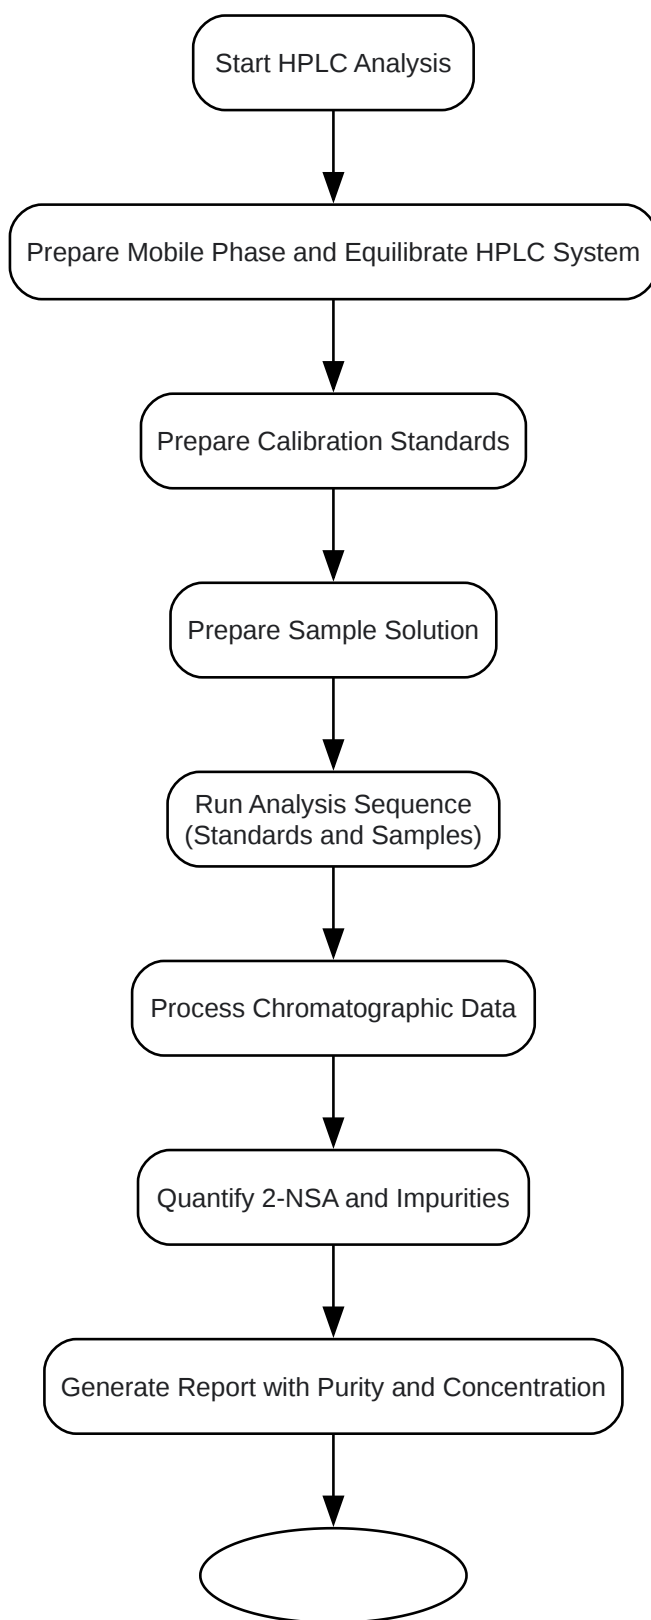 Start HPLC Analysis
Prepare Mobile Phase and Equilibrate HPLC System
Prepare Calibration Standards
Prepare Sample Solution
Run Analysis Sequence
(Standards and Samples)
Process Chromatographic Data
Quantify 2-NSA and Impurities
Generate Report with Purity and Concentration